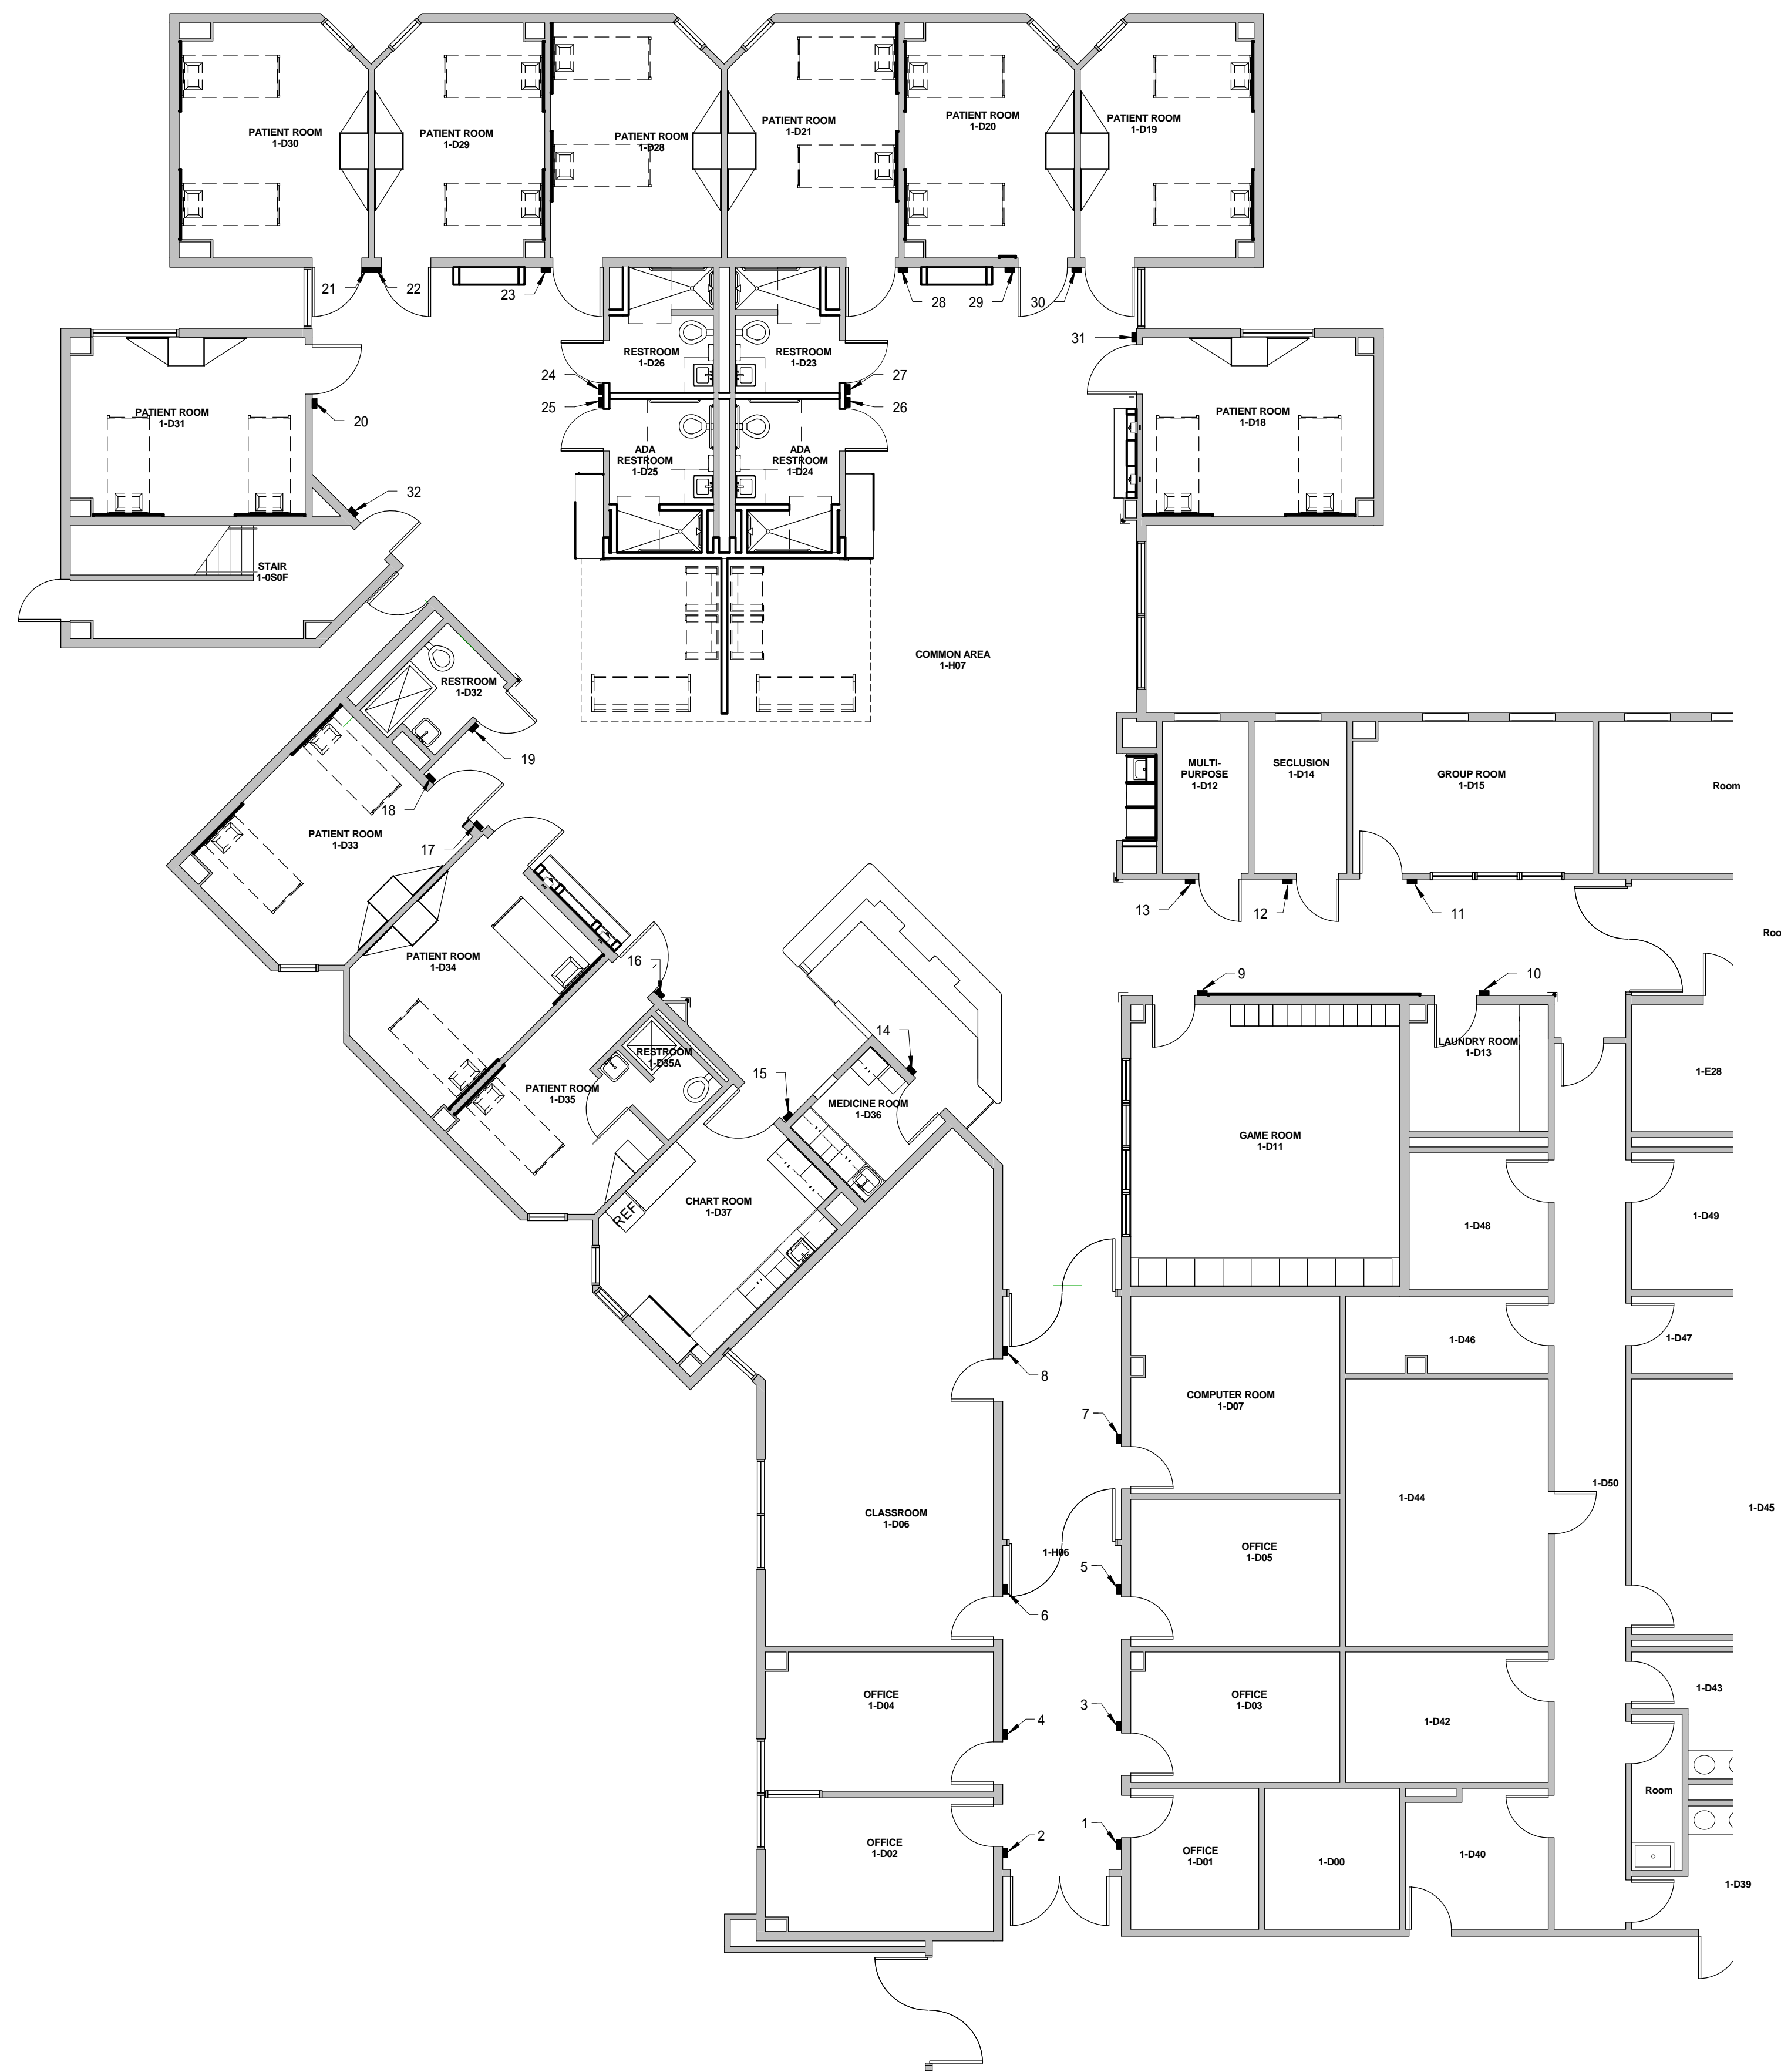 PATIENT ROOM
1-D30
PATIENT ROOM
1-D29
PATIENT ROOM
1-D28
PATIENT ROOM
1-D21
PATIENT ROOM
1-D20
PATIENT ROOM
1-D19
21
22
23
28
29
30
31
RESTROOM
1-D26
RESTROOM
1-D23
24
25
27
26
PATIENT ROOM
1-D31
20
PATIENT ROOM
1-D18
ADA
RESTROOM
1-D25
ADA
RESTROOM
1-D24
32
STAIR
1-0S0F
COMMON AREA
1-H07
RESTROOM
1-D32
19
18
17
PATIENT ROOM
1-D33
MULTI-
PURPOSE
1-D12
SECLUSION
1-D14
GROUP ROOM
1-D15
Room
13
12
11
Roo
PATIENT ROOM
1-D34
16
9
10
14
RESTROOM
1-D35A
LAUNDRY ROOM
1-D13
15
PATIENT ROOM
1-D35
MEDICINE ROOM
1-D36
1-E28
GAME ROOM
1-D11
CHART ROOM
1-D37
REF.
1-D48
1-D49
1-D46
1-D47
8
COMPUTER ROOM
1-D07
7
1-D50
1-D44
1-D45
CLASSROOM
1-D06
1-H06
OFFICE
1-D05
5
6
OFFICE
1-D04
OFFICE
1-D03
1-D43
4
3
1-D42
Room
2
1
OFFICE
1-D02
OFFICE
1-D01
1-D00
1-D40
1-D39